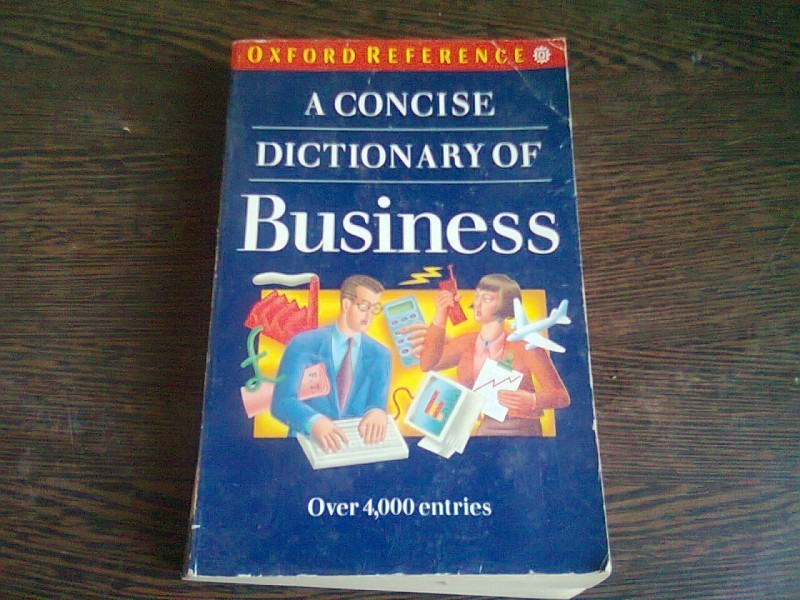 OXFORD REFERENCE
A CONCISE
DICTIONARY OF
Business
£
Over 4,000 entries